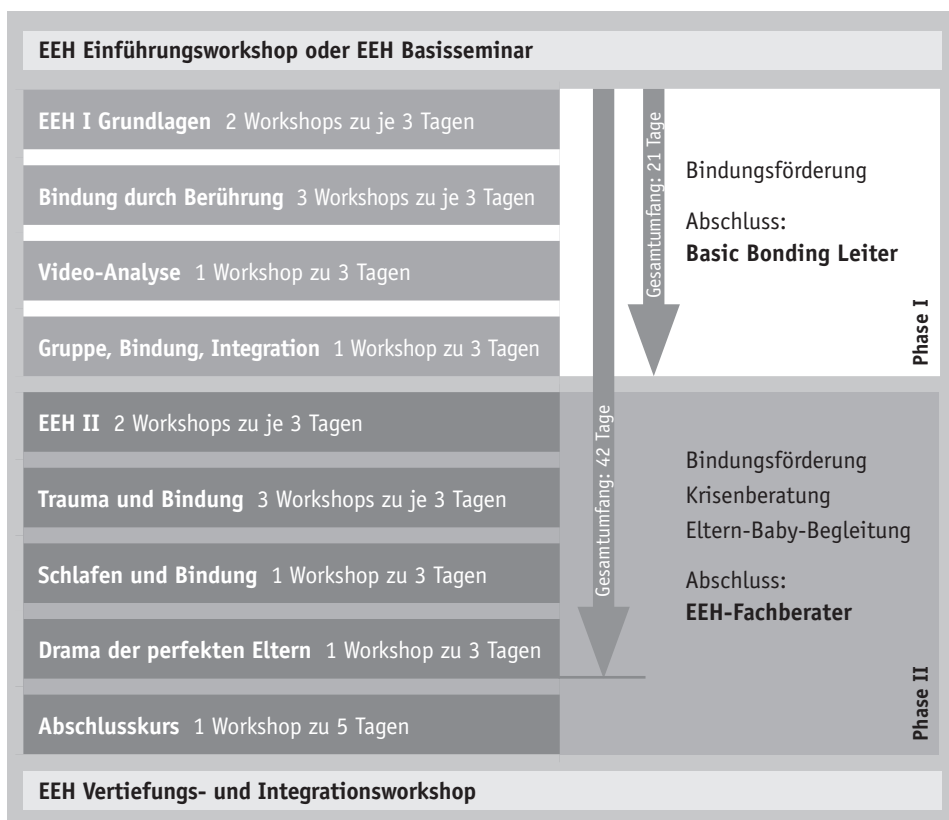 EEH Einführungsworkshop oder EEH Basisseminar
EEH I Grundlagen 2 Workshops zu je 3 Tagen
Bindung durch Berührung 3 Workshops zu je 3 Tagen
Video-Analyse 1 Workshop zu 3 Tagen
Gruppe, Bindung, Integration 1 Workshop zu 3 Tagen
Gesamtumfang: 21 Tage
Bindungsförderung
Abschluss:
Basic Bonding Leiter
Phase I
EEH II 2 Workshops zu je 3 Tagen
Trauma und Bindung 3 Workshops zu je 3 Tagen
Schlafen und Bindung 1 Workshop zu 3 Tagen
Drama der perfekten Eltern 1 Workshop zu 3 Tagen
Abschlusskurs 1 Workshop zu 5 Tagen
Gesamtumfang: 42 Tage
Bindungsförderung
Krisenberatung
Eltern-Baby-Begleitung
Abschluss:
EEH-Fachberater
Phase II
EEH Vertiefungs- und Integrationsworkshop